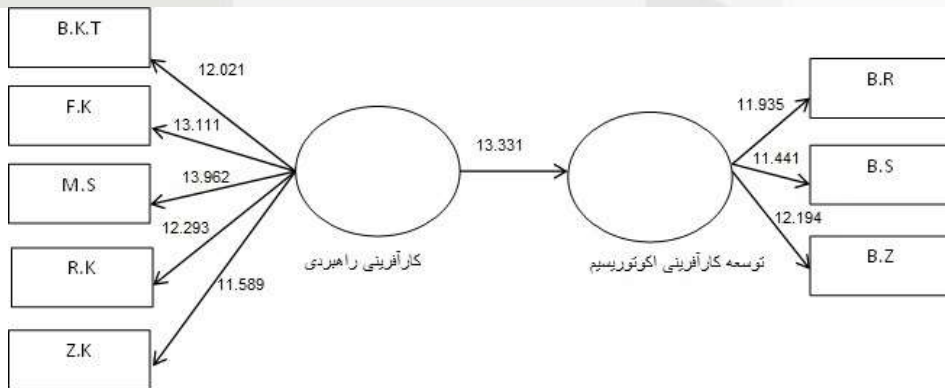 B.K.T
F.K
M.S
R.K
Z.K
12.021
13.111
13.962
12.293
11.589
کارآفرینی راهبردی
13.331
توسعه کارآفرینی اکوتوریسیم
11.935
11.441
12.194
B.R
B.S
B.Z